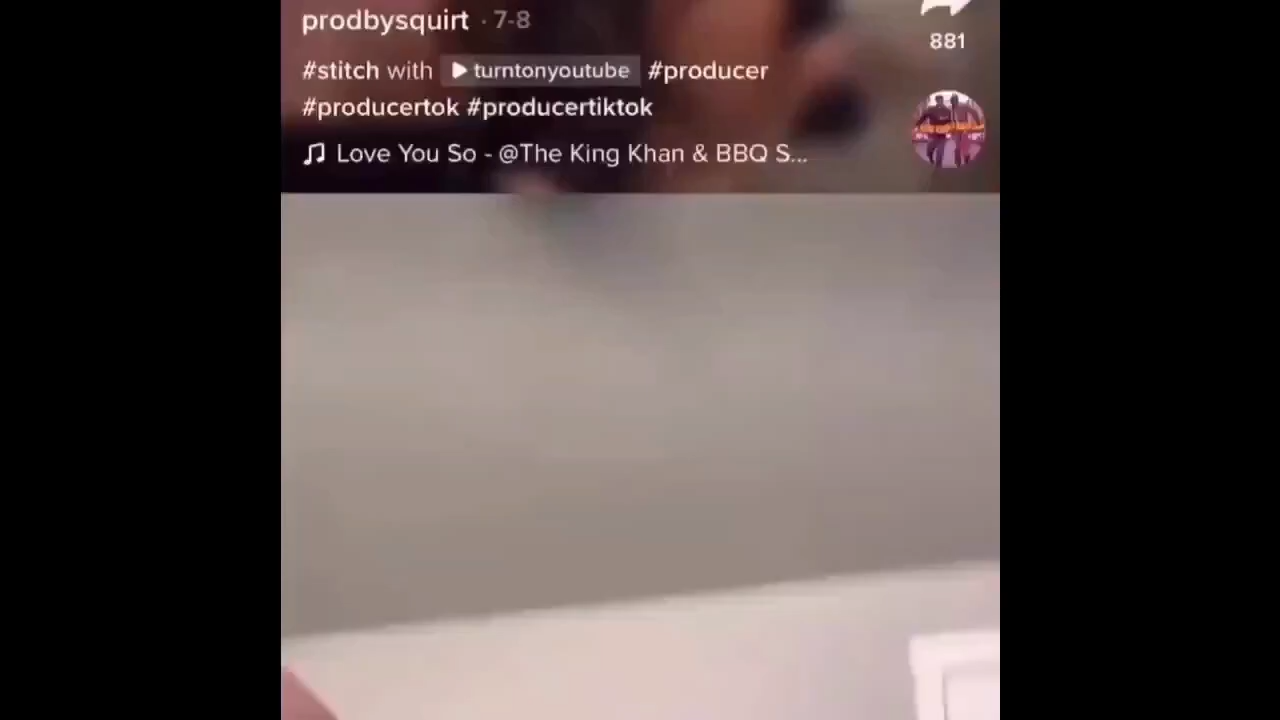 prodbysquirt · 7-8
881
#stitch with turntonyoutube #producer
#producertok #producertiktok
Love You So - @The King Khan & BBQ S...